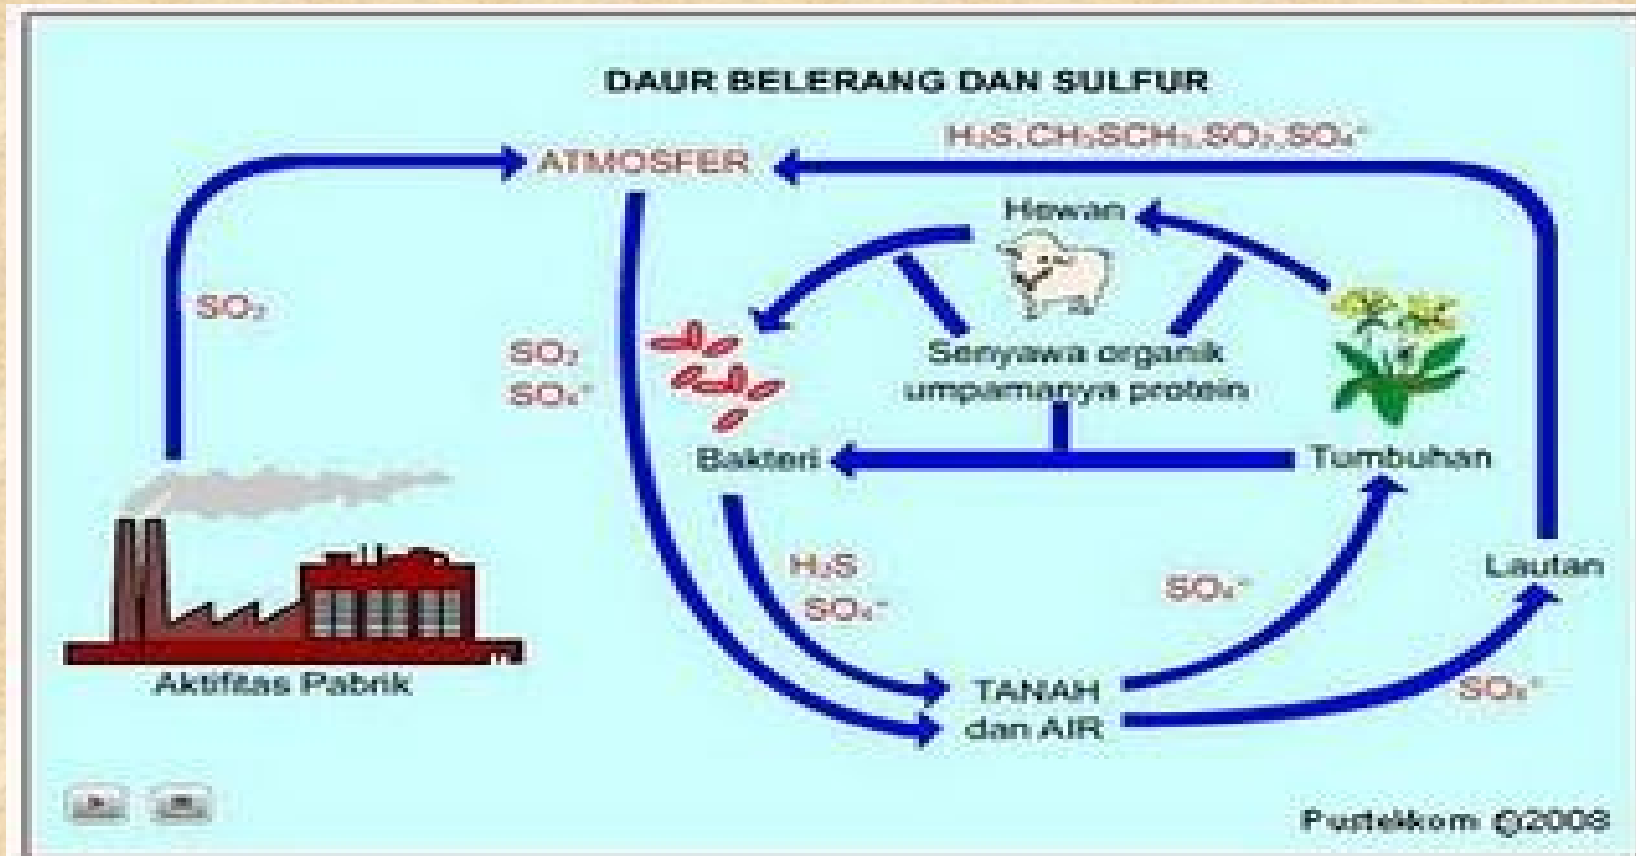 DAUR BELERANG DAN SULFUR
H₂S,CH₃SCH₃,SO₂,SO₄⁼
ATMOSFER
Hewan
SO₂
SO₂
SO₄⁼
Senyawa organik
umpamanya protein
Bakteri
Tumbuhan
H₂S
SO₄⁼
SO₄⁼
Lautan
Aktifitas Pabrik
TANAH
dan AIR
SO₄⁼
Pustekkom ©2008